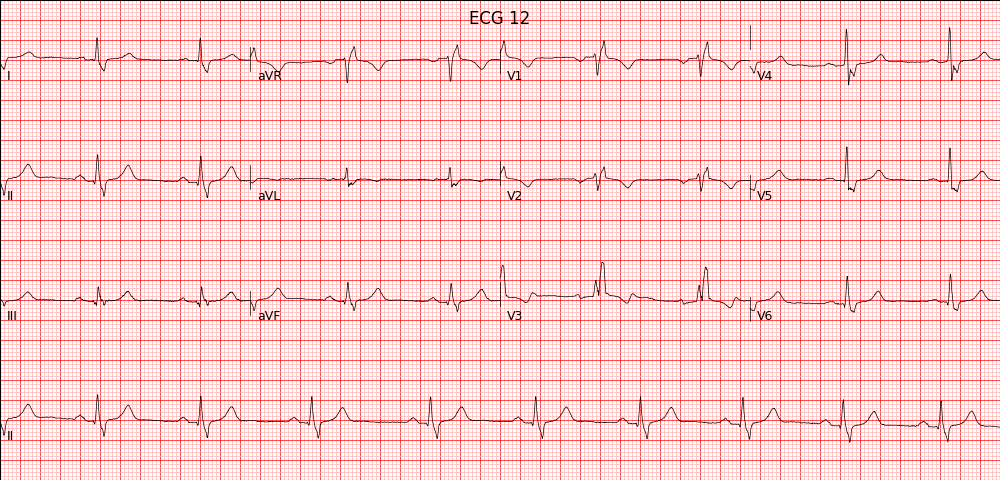 ECG 12
I aVR V1 V4
II aVL V2 V5
III aVF V3 V6
II